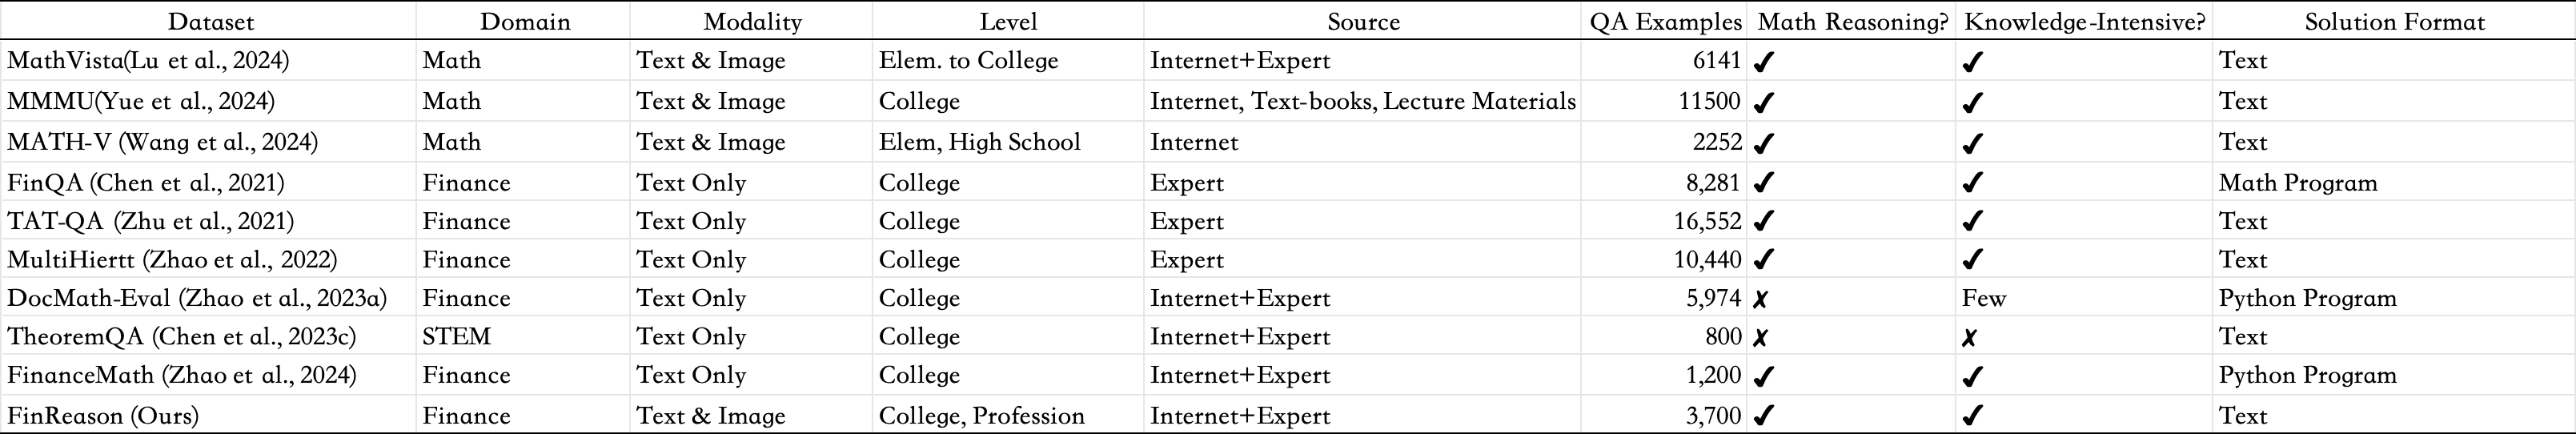 Dataset Domain Modality Level Source QA Examples Math Reasoning? Knowledge-Intensive? Solution Format
MathVista(Lu et al., 2024) Math Text & Image Elem. to College Internet+Expert 6141 ✔ ✔ Text
MMMU(Yue et al., 2024) Math Text & Image College Internet, Text-books, Lecture Materials 11500 ✔ ✔ Text
MATH-V (Wang et al., 2024) Math Text & Image Elem, High School Internet 2252 ✔ ✔ Text
FinQA (Chen et al., 2021) Finance Text Only College Expert 8,281 ✔ ✔ Math Program
TAT-QA (Zhu et al., 2021) Finance Text Only College Expert 16,552 ✔ ✔ Text
MultiHiertt (Zhao et al., 2022) Finance Text Only College Expert 10,440 ✔ ✔ Text
DocMath-Eval (Zhao et al., 2023a) Finance Text Only College Internet+Expert 5,974 ✗ Few Python Program
TheoremQA (Chen et al., 2023c) STEM Text Only College Internet+Expert 800 ✗ ✗ Text
FinanceMath (Zhao et al., 2024) Finance Text Only College Internet+Expert 1,200 ✔ ✔ Python Program
FinReason (Ours) Finance Text & Image College, Profession Internet+Expert 3,700 ✔ ✔ Text